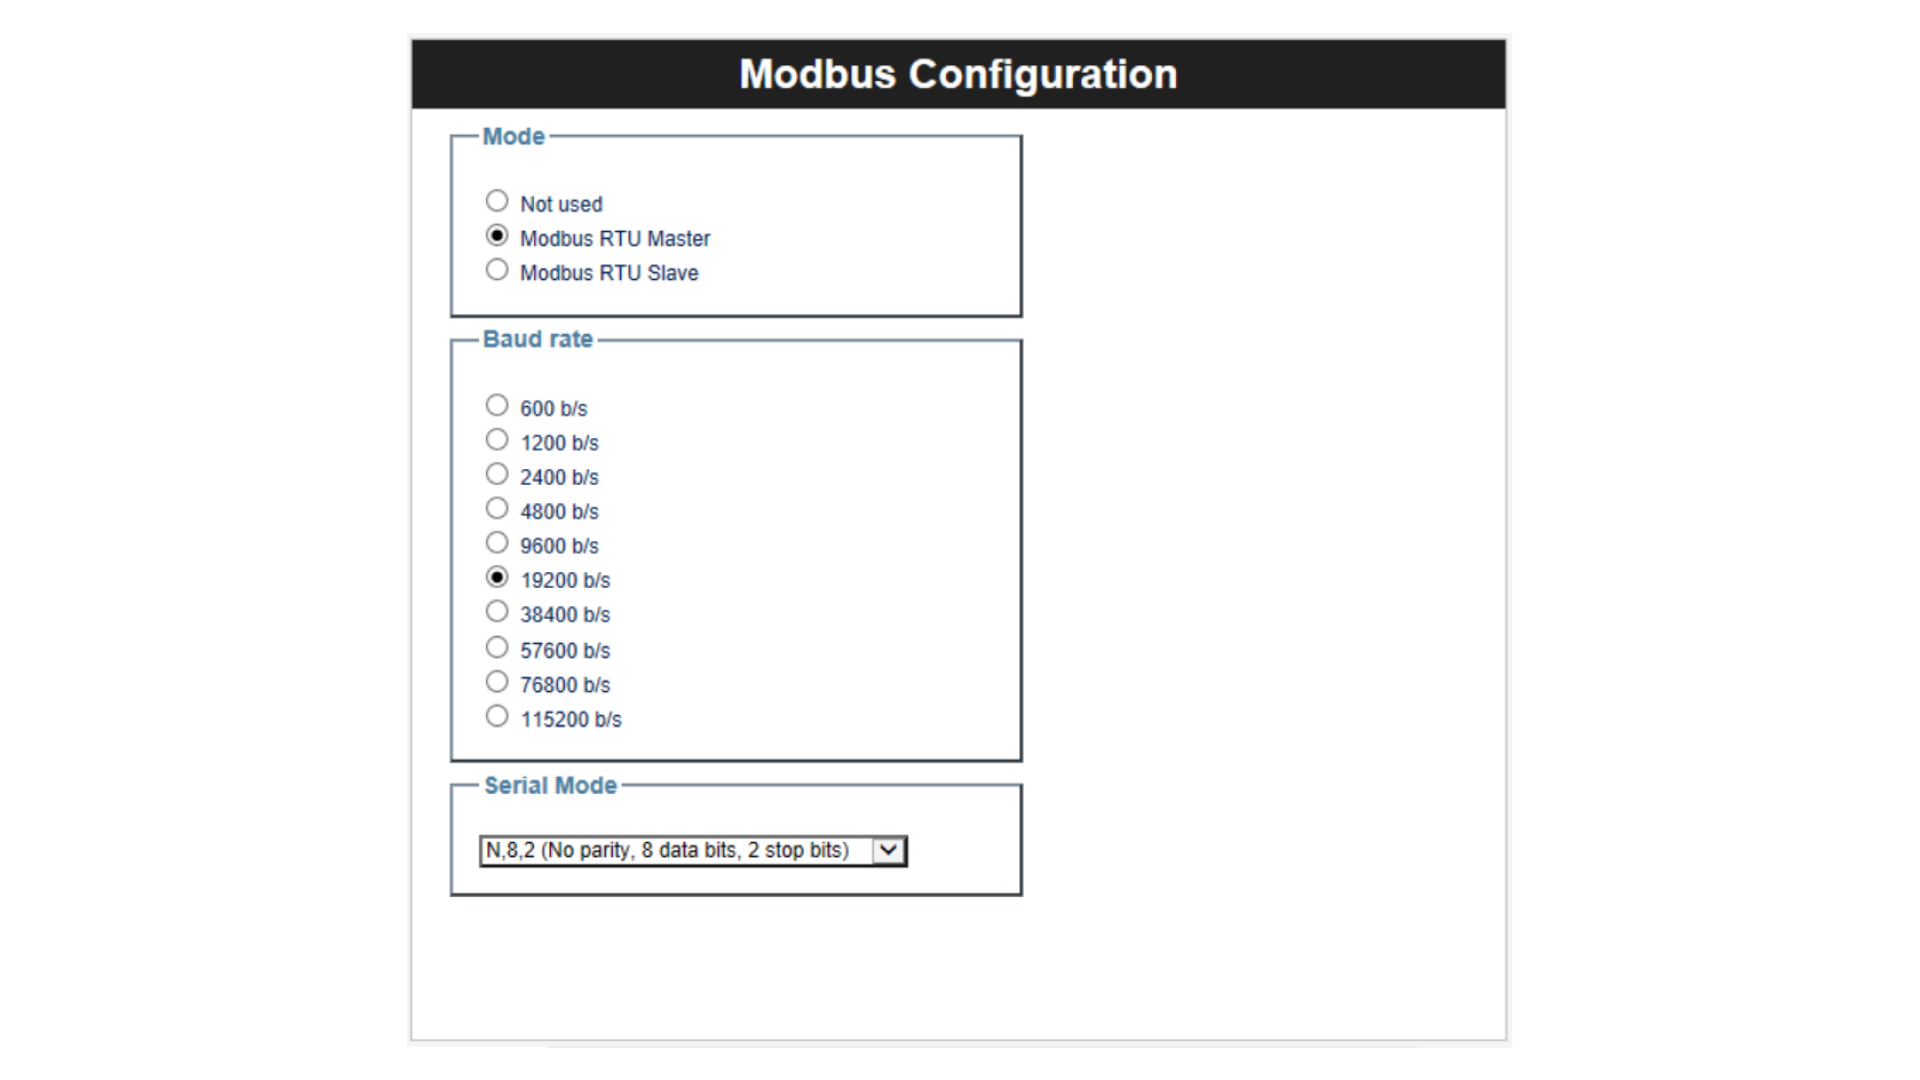 Modbus Configuration
Mode
Not used
Modbus RTU Master
Modbus RTU Slave
Baud rate
600 b/s
1200 b/s
2400 b/s
4800 b/s
9600 b/s
19200 b/s
38400 b/s
57600 b/s
76800 b/s
115200 b/s
Serial Mode
N,8,2 (No parity, 8 data bits, 2 stop bits)